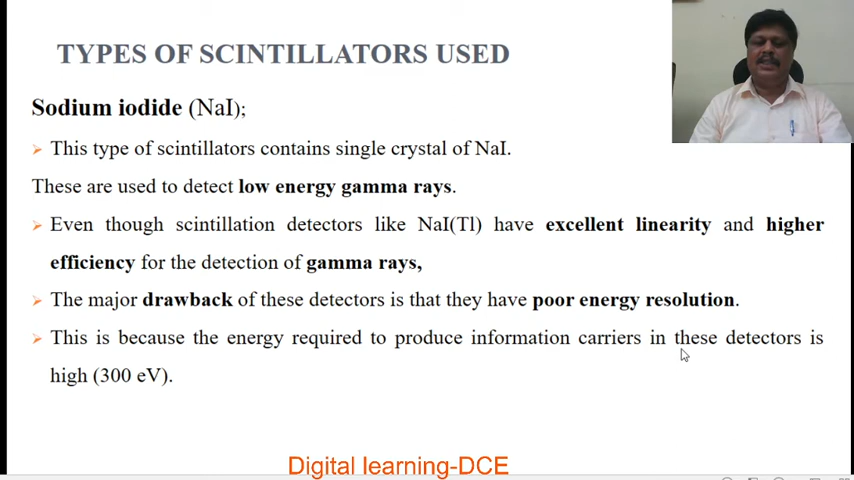 TYPES OF SCINTILLATORS USED
Sodium iodide (NaI);
➢ This type of scintillators contains single crystal of NaI.
These are used to detect low energy gamma rays.
➢ Even though scintillation detectors like NaI(Tl) have excellent linearity and higher
efficiency for the detection of gamma rays,
➢ The major drawback of these detectors is that they have poor energy resolution.
➢ This is because the energy required to produce information carriers in these detectors is
high (300 eV).
Digital learning-DCE